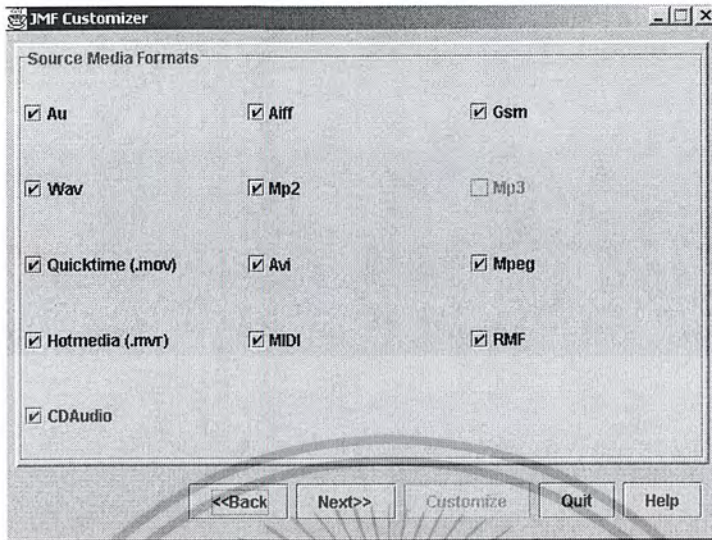 JMF Customizer
Source Media Formats
Au Aiff Gsm
Wav Mp2 Mp3
Quicktime (.mov) Avi Mpeg
Hotmedia (.mvr) MIDI RMF
CDAudio
<<Back Next>> Customize Quit Help